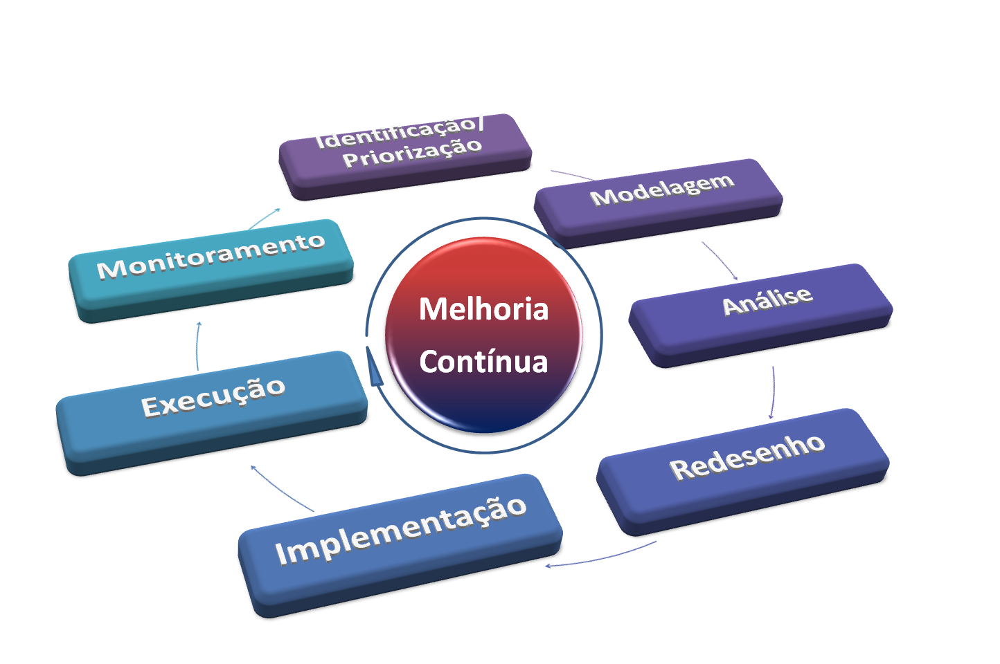 Identificação/
Priorização
Modelagem
Análise
Redesenho
Implementação
Execução
Monitoramento
Melhoria
Contínua